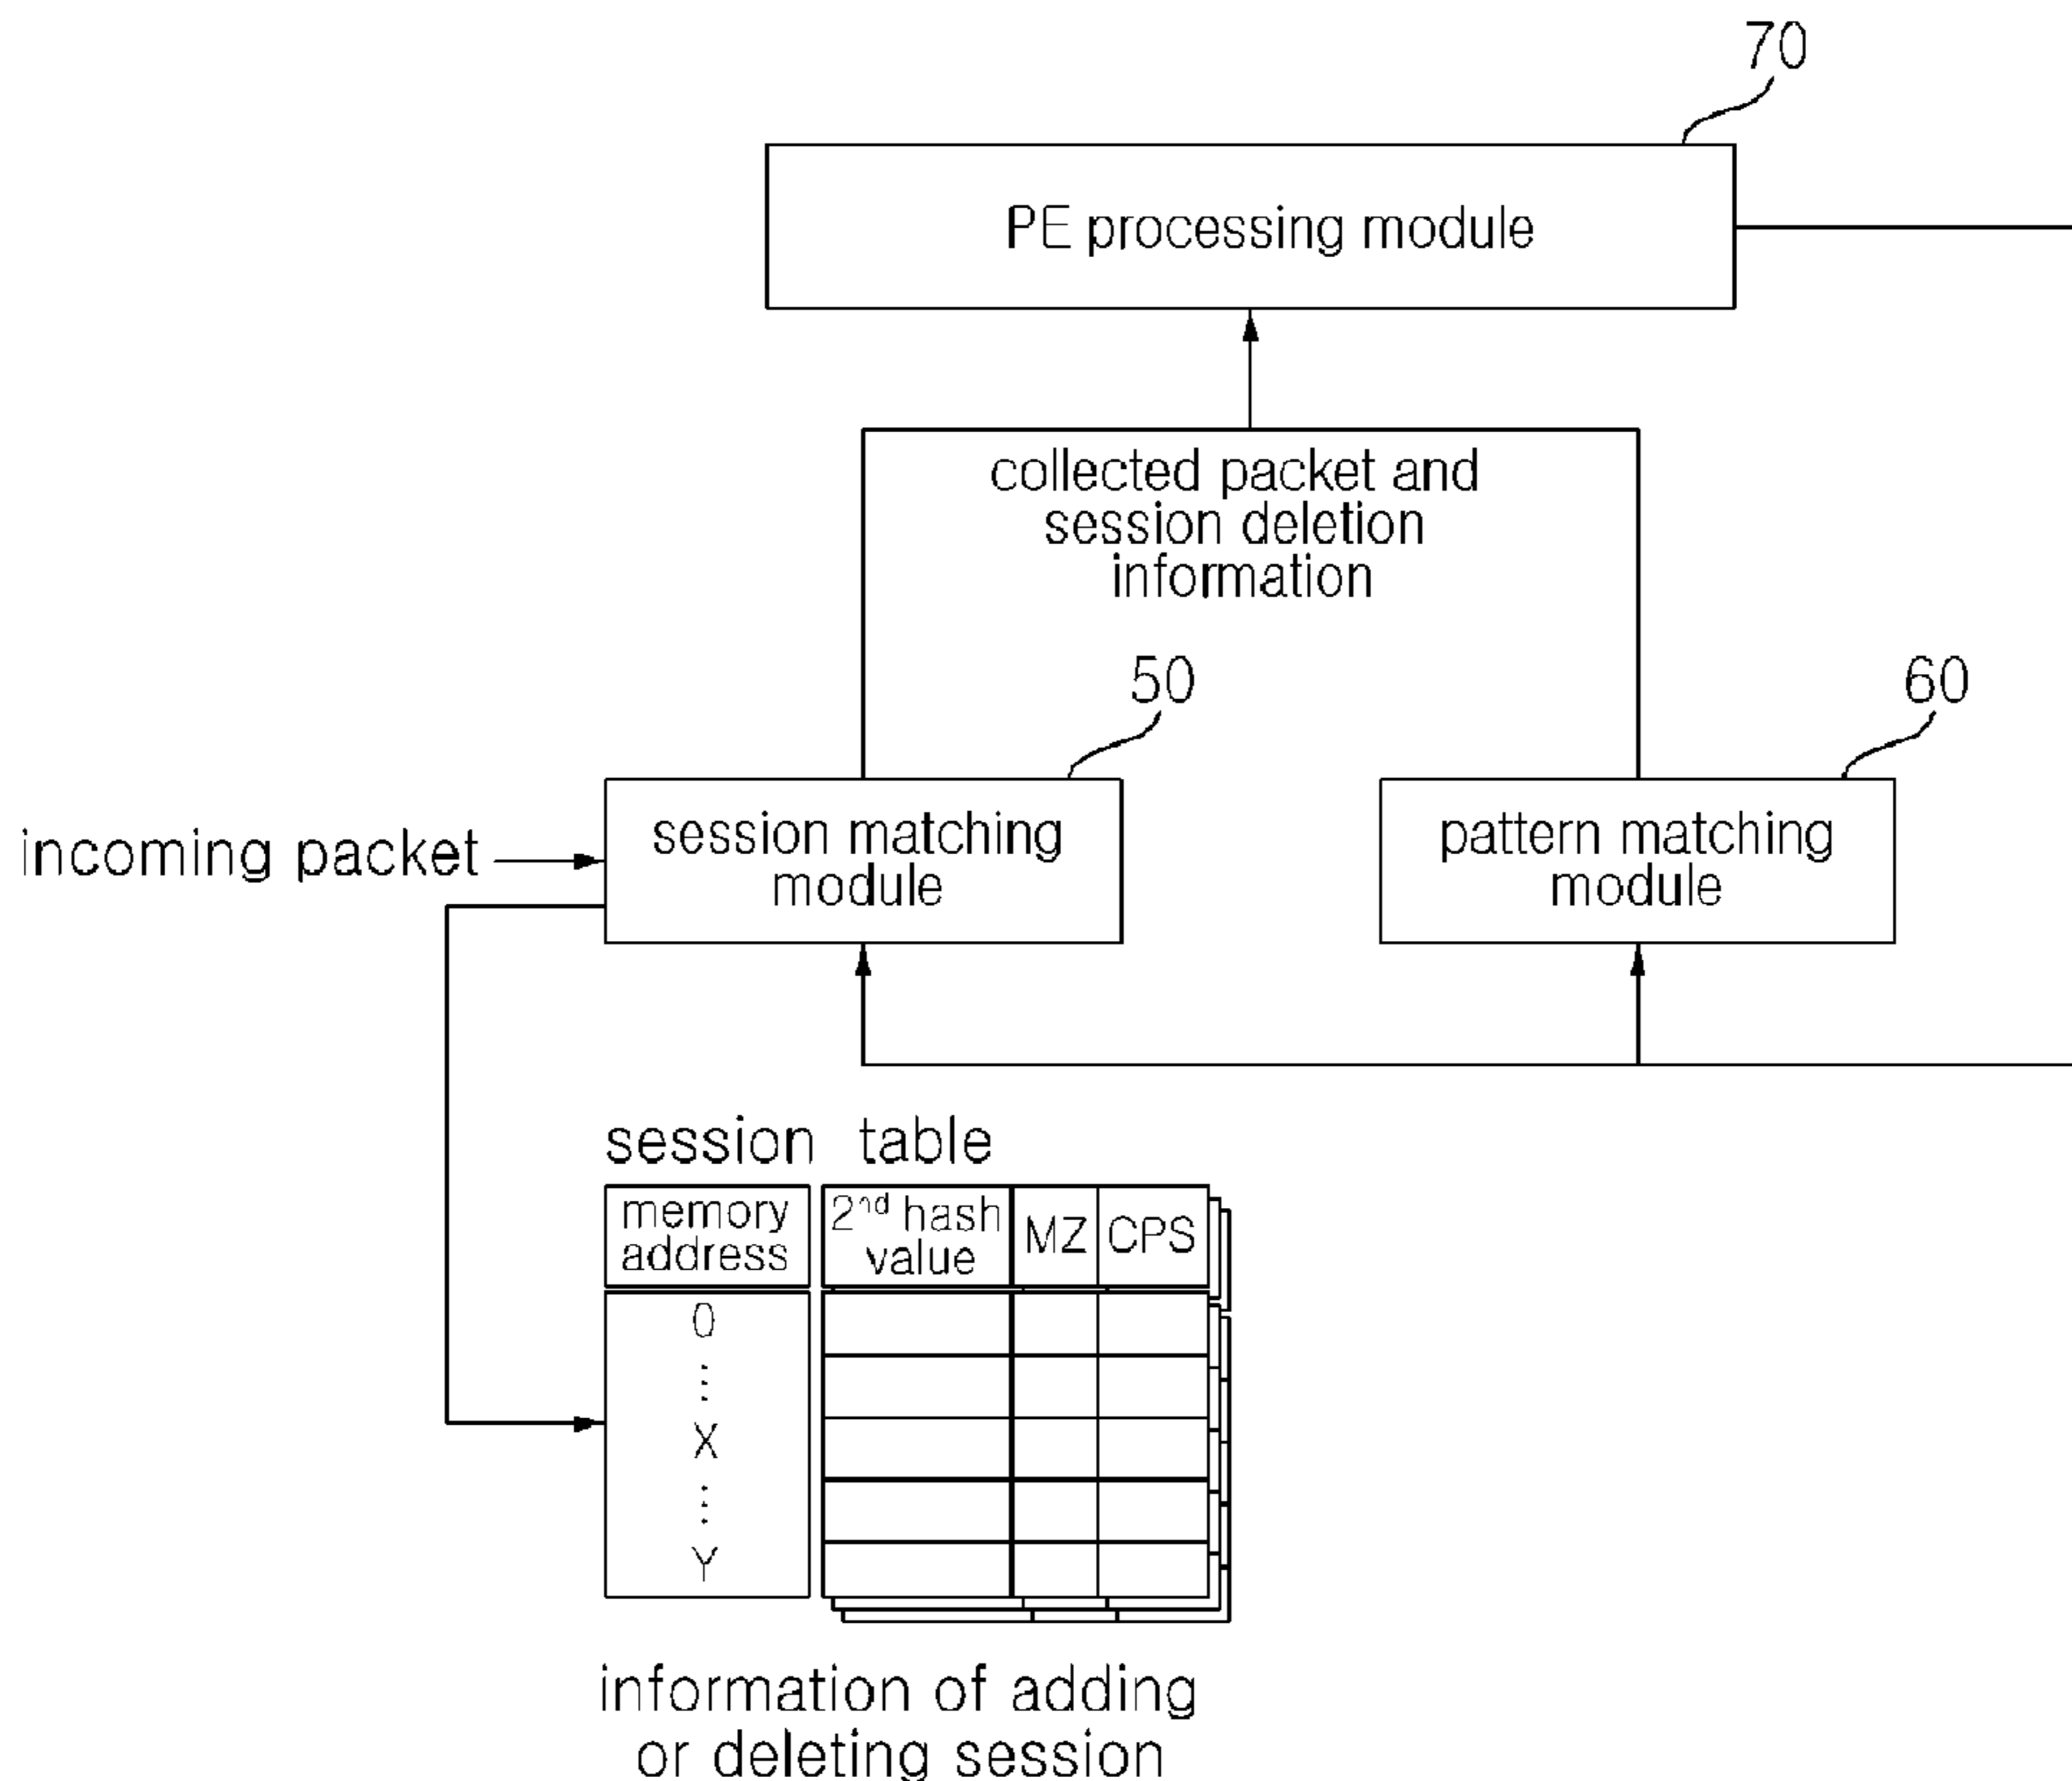 70
PE processing module
collected packet and
session deletion
information
50
60
incoming packet
session matching
module
pattern matching
module
session table
memory
address
2nd hash
value
MZ
CPS
0
⋮
X
⋮
Y
information of adding
or deleting session